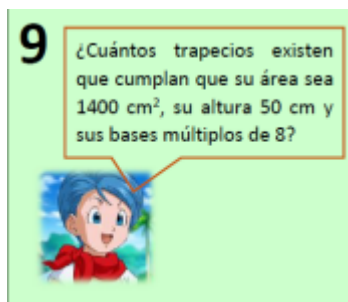 9
¿Cuántos trapecios existen
que cumplan que su área sea
1400 cm², su altura 50 cm y
sus bases múltiplos de 8?